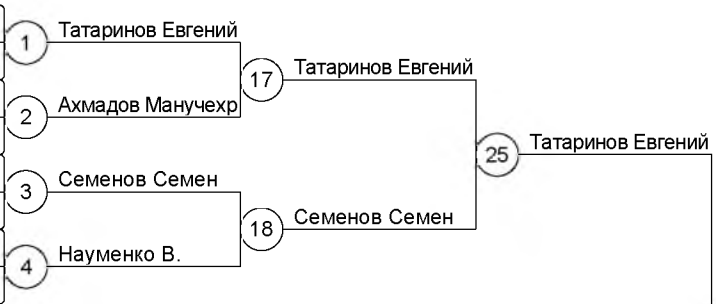 Татаринов Евгений
1
Татаринов Евгений
17
Ахмадов Манучехр
2
Татаринов Евгений
25
Семенов Семен
3
Семенов Семен
18
Науменко В.
4